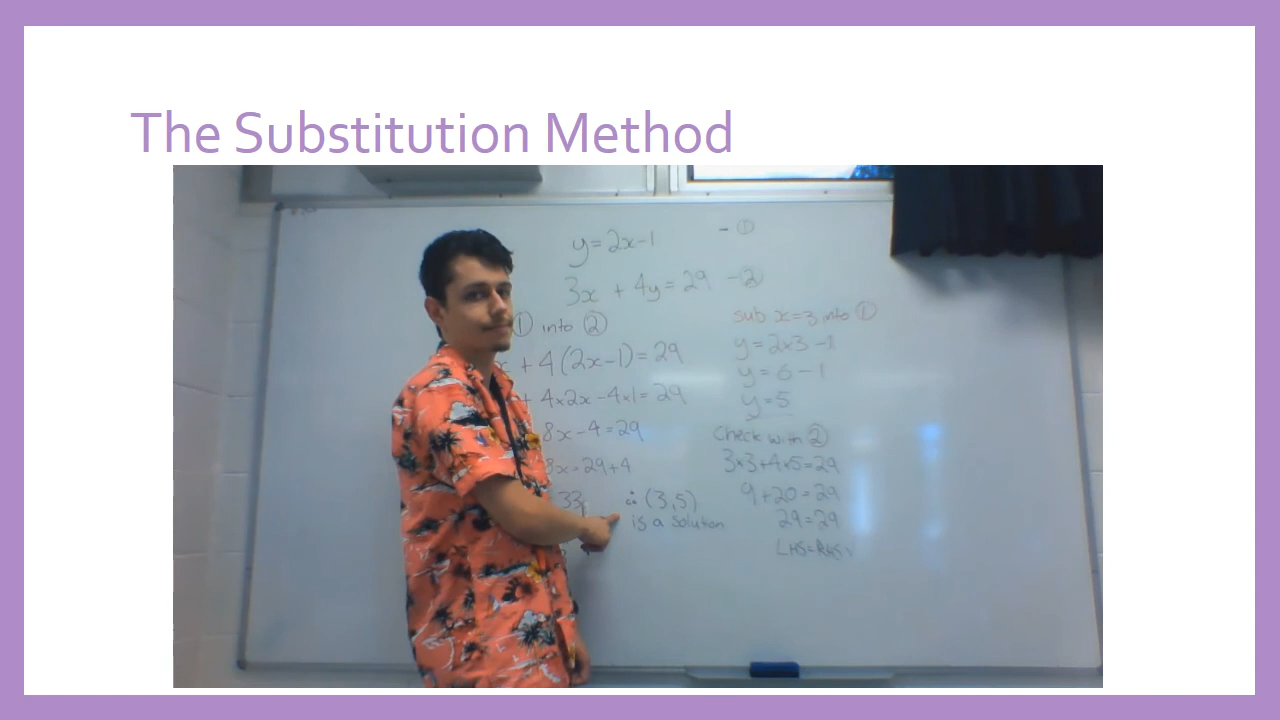 The Substitution Method
y=2x-1 - ①
3x + 4y = 29 - ②
① into ②
x + 4(2x-1) = 29
+ 4×2x - 4×1 = 29
8x - 4 = 29
8x = 29+4
33
∴ (3,5)
is a solution
sub x=3 into ①
y = 2×3 -1
y = 6 - 1
y = 5
Check with ②
3×3+4×5=29
9 + 20 = 29
29 = 29
LHS=RHS